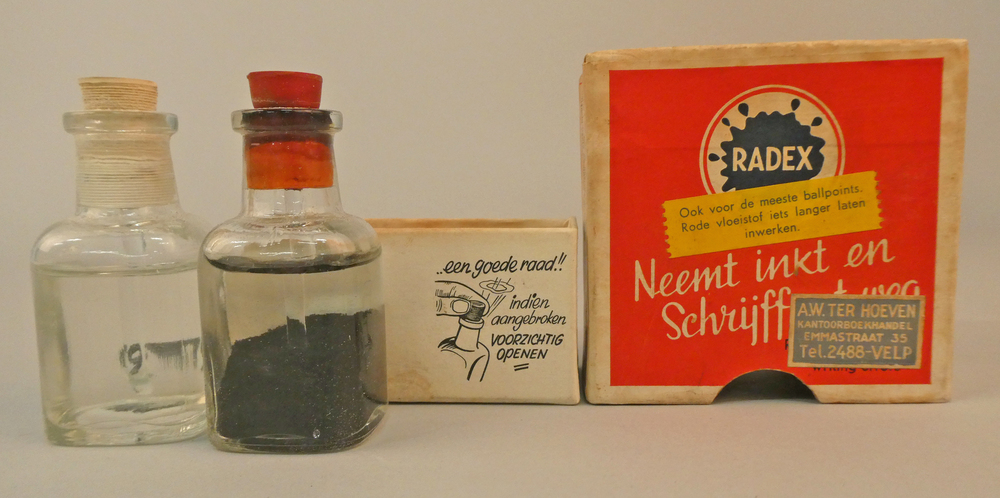 ..een goede raad!!
indien
aangebroken
VOORZICHTIG
OPENEN
RADEX
Ook voor de meeste ballpoints.
Rode vloeistof iets langer laten
inwerken.
Neemt inkt en
Schrijff
A.W. TER HOEVEN
KANTOORBOEKHANDEL
EMMASTRAAT 35
Tel. 2488-VELP